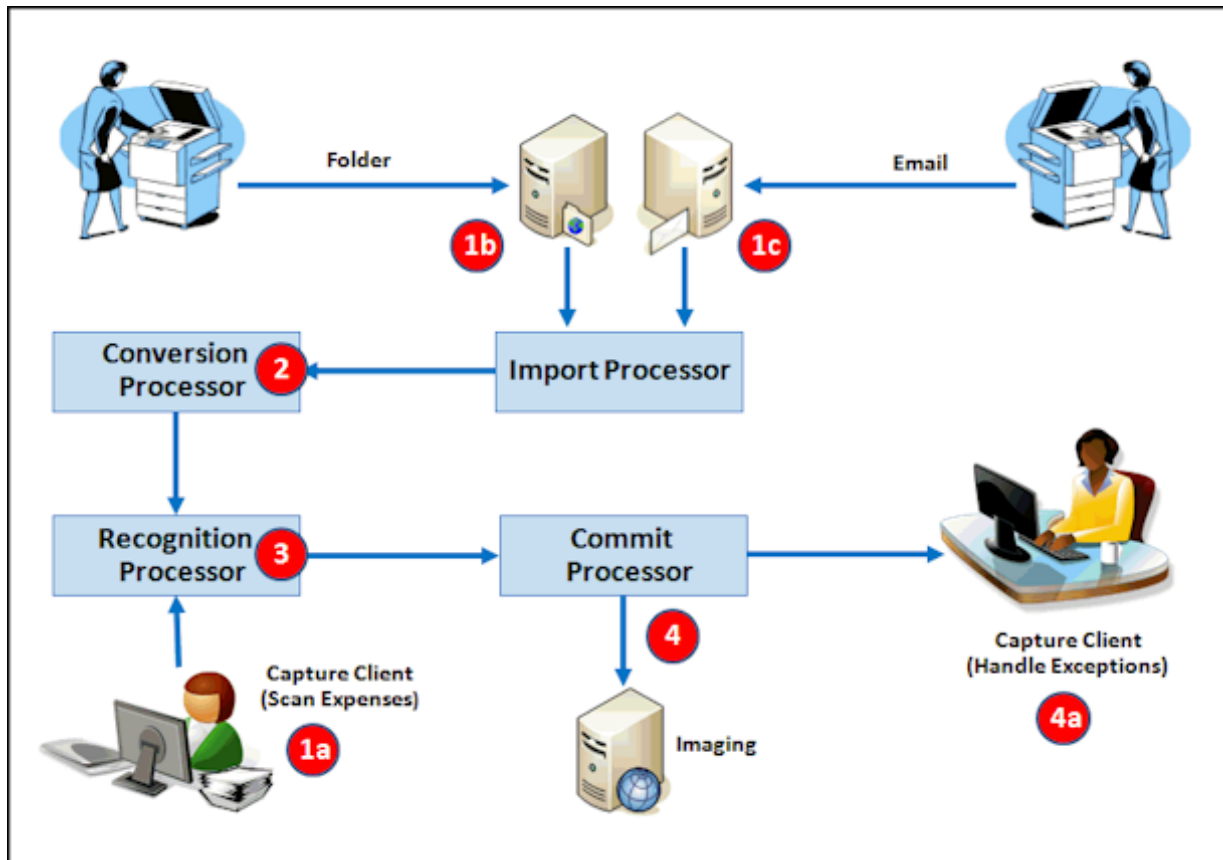 Folder
Email
1b
1c
Conversion
Processor
2
Import Processor
Recognition
Processor
3
Commit
Processor
4
Capture Client
(Scan Expenses)
1a
Imaging
Capture Client
(Handle Exceptions)
4a